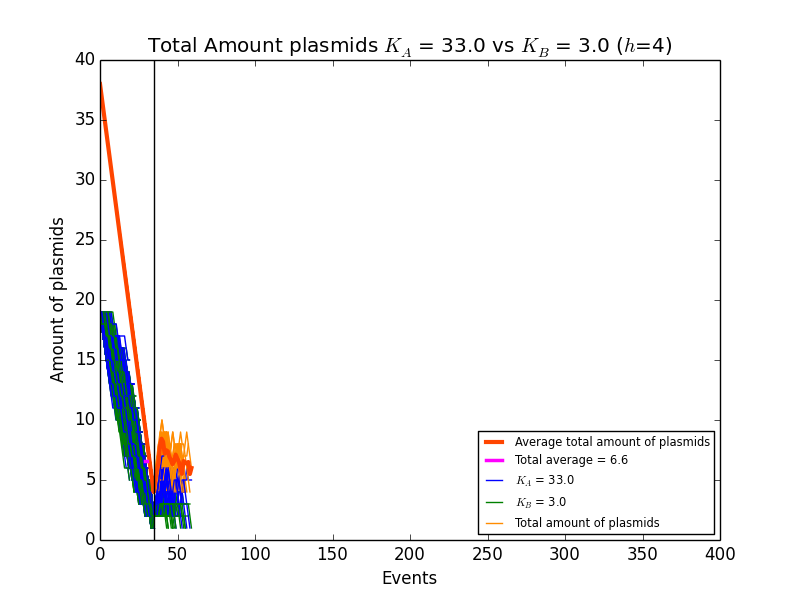 Total Amount plasmids K_A = 33.0 vs K_B = 3.0 (h=4)
40
35
30
25
20
15
10
5
0
Amount of plasmids
Average total amount of plasmids
Total average = 6.6
K_A = 33.0
K_B = 3.0
Total amount of plasmids
0 50 100 150 200 250 300 350 400
Events